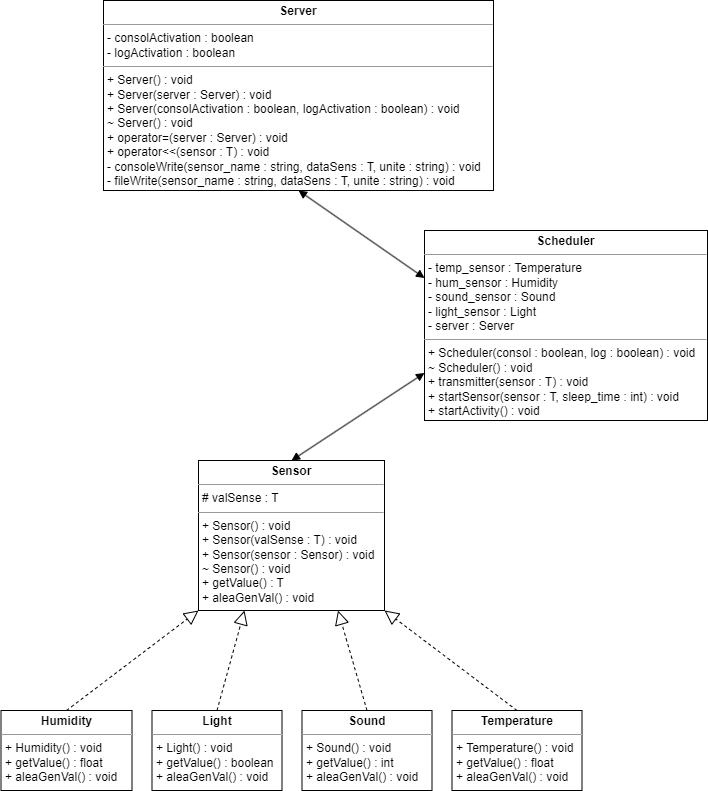 Server
- consolActivation : boolean
- logActivation : boolean
+ Server() : void
+ Server(server : Server) : void
+ Server(consolActivation : boolean, logActivation : boolean) : void
~ Server() : void
+ operator=(server : Server) : void
+ operator<<(sensor : T) : void
- consoleWrite(sensor_name : string, dataSens : T, unite : string) : void
- fileWrite(sensor_name : string, dataSens : T, unite : string) : void
Scheduler
- temp_sensor : Temperature
- hum_sensor : Humidity
- sound_sensor : Sound
- light_sensor : Light
- server : Server
+ Scheduler(consol : boolean, log : boolean) : void
~ Scheduler() : void
+ transmitter(sensor : T) : void
+ startSensor(sensor : T, sleep_time : int) : void
+ startActivity() : void
Sensor
# valSense : T
+ Sensor() : void
+ Sensor(valSense : T) : void
+ Sensor(sensor : Sensor) : void
~ Sensor() : void
+ getValue() : T
+ aleaGenVal() : void
Humidity
+ Humidity() : void
+ getValue() : float
+ aleaGenVal() : void
Light
+ Light() : void
+ getValue() : boolean
+ aleaGenVal() : void
Sound
+ Sound() : void
+ getValue() : int
+ aleaGenVal() : void
Temperature
+ Temperature() : void
+ getValue() : float
+ aleaGenVal() : void